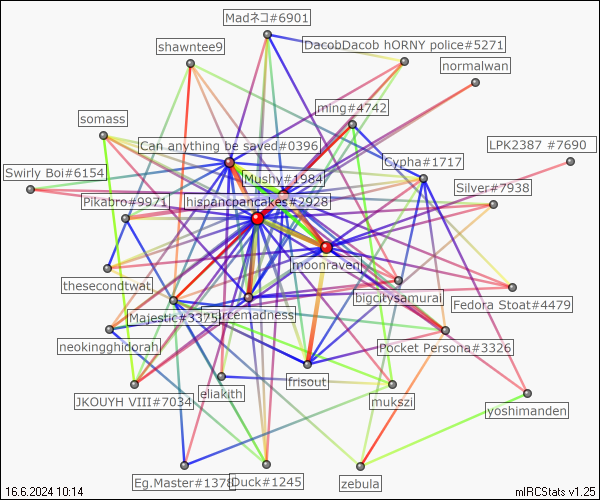 Madネコ#6901
shawntee9
DacobDacob hORNY police#5271
normalwan
ming#4742
somass
Can anything be saved#0396
LPK2387 #7690
Cypha#1717
Swirly Boi#6154
Mushy#1984
Silver#7938
Pikabro#9971
hispancpancakes#2928
moonraveni
thesecondtwat
bigcitysamurai
Fedora Stoat#4479
Majestic#3375
rcemadness
neokingghidorah
Pocket Persona#3326
frisout
eliakith
JKOUYH VIII#7034
mukszi
yoshimanden
Eg.Master#1378
Duck#1245
zebula
16.6.2024 10:14
mIRCStats v1.25